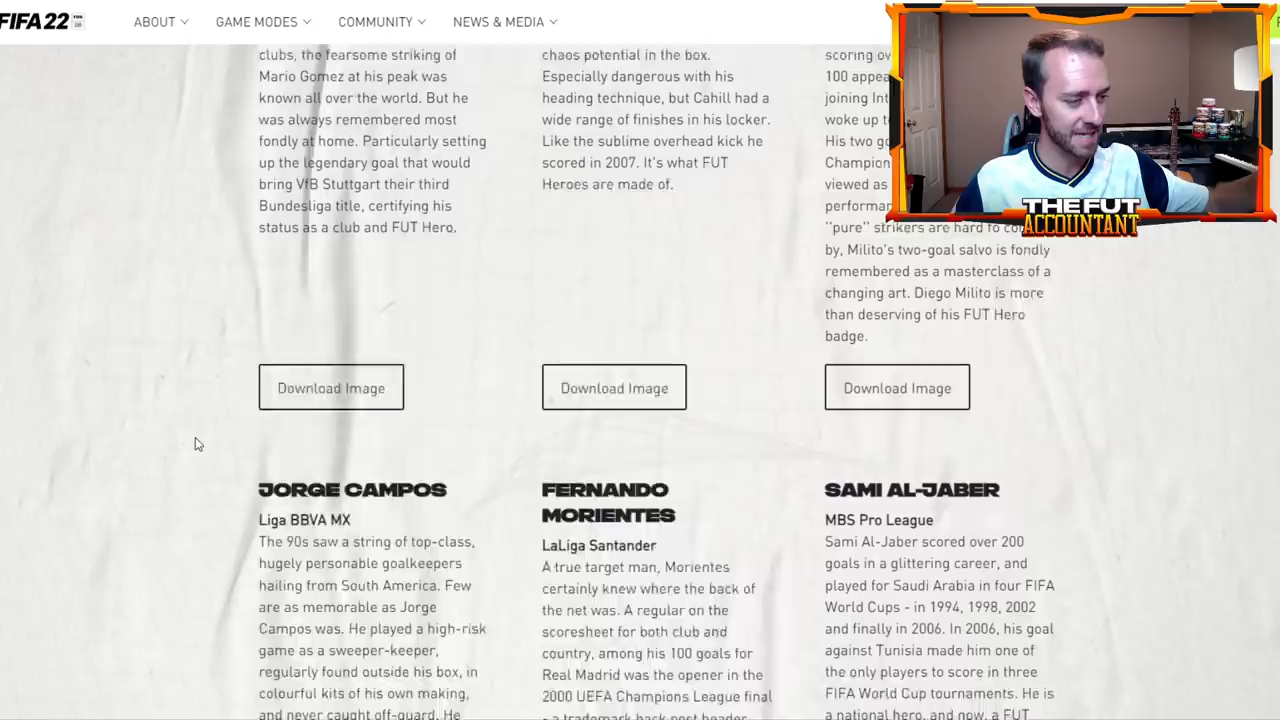 FIFA 22
ABOUT
GAME MODES
COMMUNITY
NEWS & MEDIA
clubs, the fearsome striking of
Mario Gomez at his peak was
known all over the world. But he
was always remembered most
fondly at home. Particularly setting
up the legendary goal that would
bring VfB Stuttgart their third
Bundesliga title, certifying his
status as a true FUT Hero.
Download Image
chaos potential in the box.
Especially dangerous with his
heading technique, but Cahill had a
wide range of finishes in his locker.
Like the sublime overhead kick he
scored in 2007. It's what FUT
Heroes are made of.
Download Image
scoring
100
joining
woke up
His two
viewed as
"pure" strikers are hard to
by, Milito's two-goal salvo is fondly
remembered as a masterclass of a
changing art. Diego Milito is more
than deserving of his FUT Hero
badge.
Download Image
THE FUT
ACCOUNTANT
JORGE CAMPOS
Liga BBVA MX
The 90s saw a string of top-class,
hugely personable goalkeepers
hailing from South America. Few
are as memorable as Jorge
Campos was. He played a high-risk
game as a sweeper-keeper,
regularly found outside his box, in
colourful kits of his own making,
and never caught off-guard. He
FERNANDO
MORIENTES
LaLiga Santander
A true target man, Morientes
certainly knew where the back of
the net was. A regular on the
scoresheet for both club and
country, among his 100 goals for
Real Madrid was the opener in the
2000 UEFA Champions League final
- a trademark back post header
SAMI AL-JABER
MBS Pro League
Sami Al-Jaber scored over 200
goals in a glittering career, and
played for Saudi Arabia in four FIFA
World Cups - in 1994, 1998, 2002
and finally in 2006. In 2006, his goal
against Tunisia made him one of
the only players to score in three
FIFA World Cup tournaments. He is
a national hero, and now, a FUT